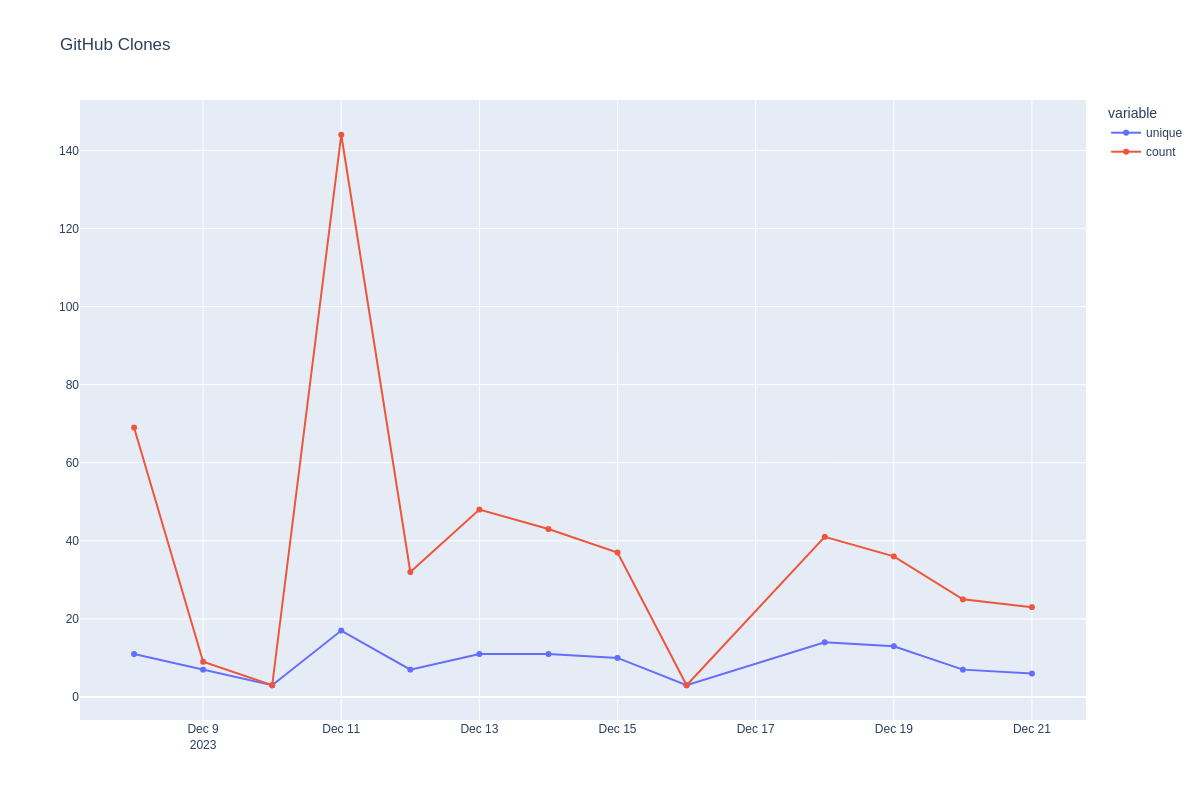 GitHub Clones
variable
unique
count
140
120
100
80
60
40
20
0
Dec 9
2023
Dec 11
Dec 13
Dec 15
Dec 17
Dec 19
Dec 21